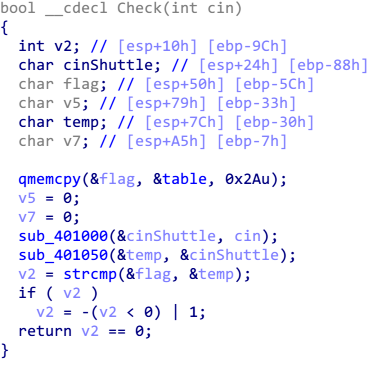 bool __cdecl Check(int cin)
{
  int v2; // [esp+10h] [ebp-9Ch]
  char cinShuttle; // [esp+24h] [ebp-88h]
  char flag; // [esp+50h] [ebp-5Ch]
  char v5; // [esp+79h] [ebp-33h]
  char temp; // [esp+7Ch] [ebp-30h]
  char v7; // [esp+A5h] [ebp-7h]

  qmemcpy(&flag, &table, 0x2Au);
  v5 = 0;
  v7 = 0;
  sub_401000(&cinShuttle, cin);
  sub_401050(&temp, &cinShuttle);
  v2 = strcmp(&flag, &temp);
  if ( v2 )
    v2 = -(v2 < 0) | 1;
  return v2 == 0;
}